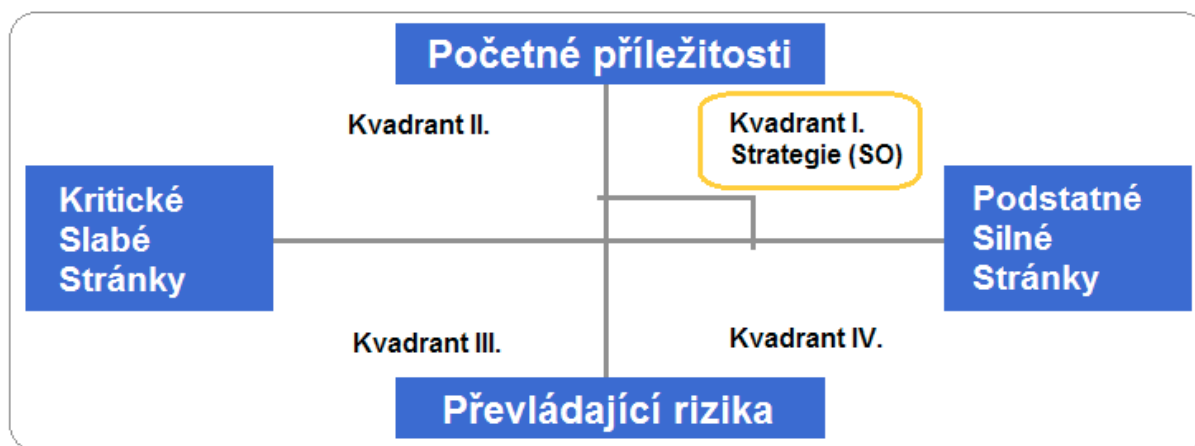 Početné příležitosti
Kvadrant II.
Kvadrant I.
Strategie (SO)
Kritické
Slabé
Stránky
Podstatné
Silné
Stránky
Kvadrant III.
Kvadrant IV.
Převládající rizika